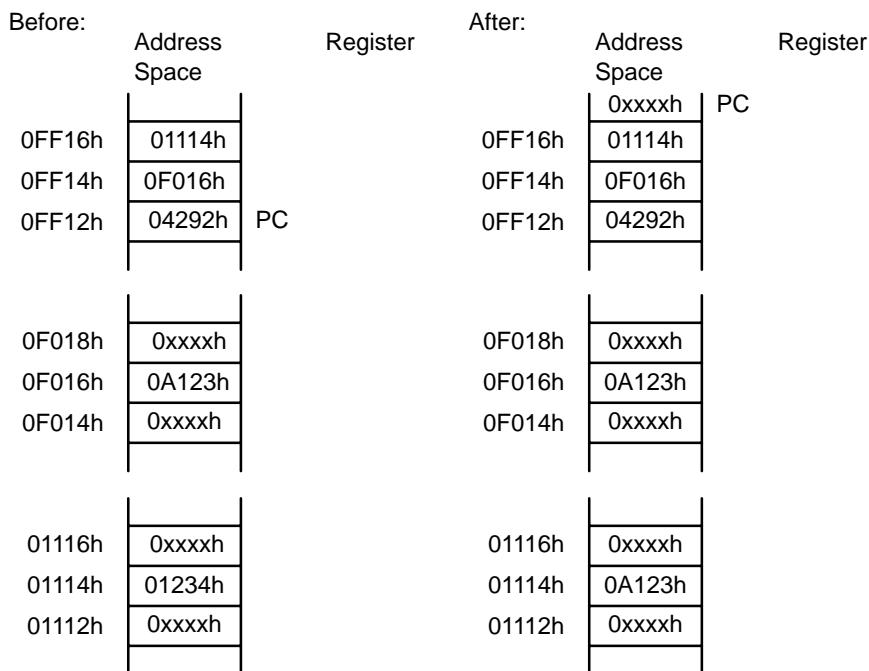 Before:
Address Space
Register
0FF16h 01114h
0FF14h 0F016h
0FF12h 04292h PC
0F018h 0xxxxh
0F016h 0A123h
0F014h 0xxxxh
01116h 0xxxxh
01114h 01234h
01112h 0xxxxh
After:
Address Space
Register
0xxxxh PC
0FF16h 01114h
0FF14h 0F016h
0FF12h 04292h
0F018h 0xxxxh
0F016h 0A123h
0F014h 0xxxxh
01116h 0xxxxh
01114h 0A123h
01112h 0xxxxh